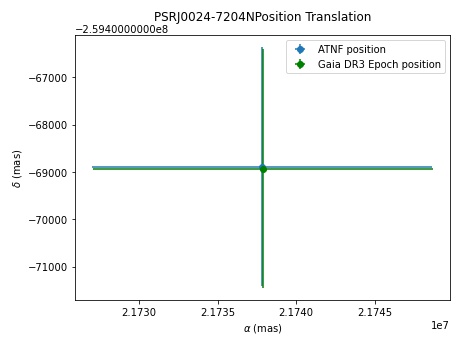 PSRJ0024-7204NPosition Translation
−2.5940000000e8
ATNF position
Gaia DR3 Epoch position
−67000
−68000
−69000
−70000
−71000
δ (mas)
2.1730
2.1735
2.1740
2.1745
1e7
α (mas)